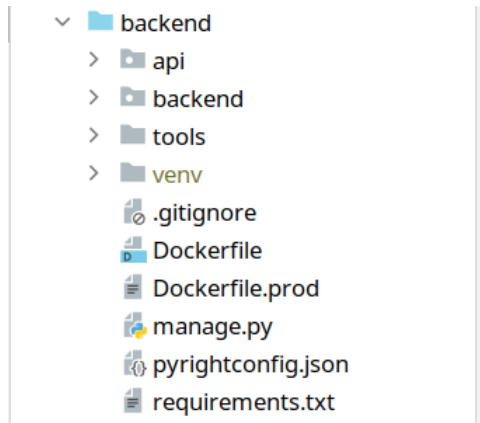 backend
api
backend
tools
venv
.gitignore
Dockerfile
Dockerfile.prod
manage.py
pyrightconfig.json
requirements.txt